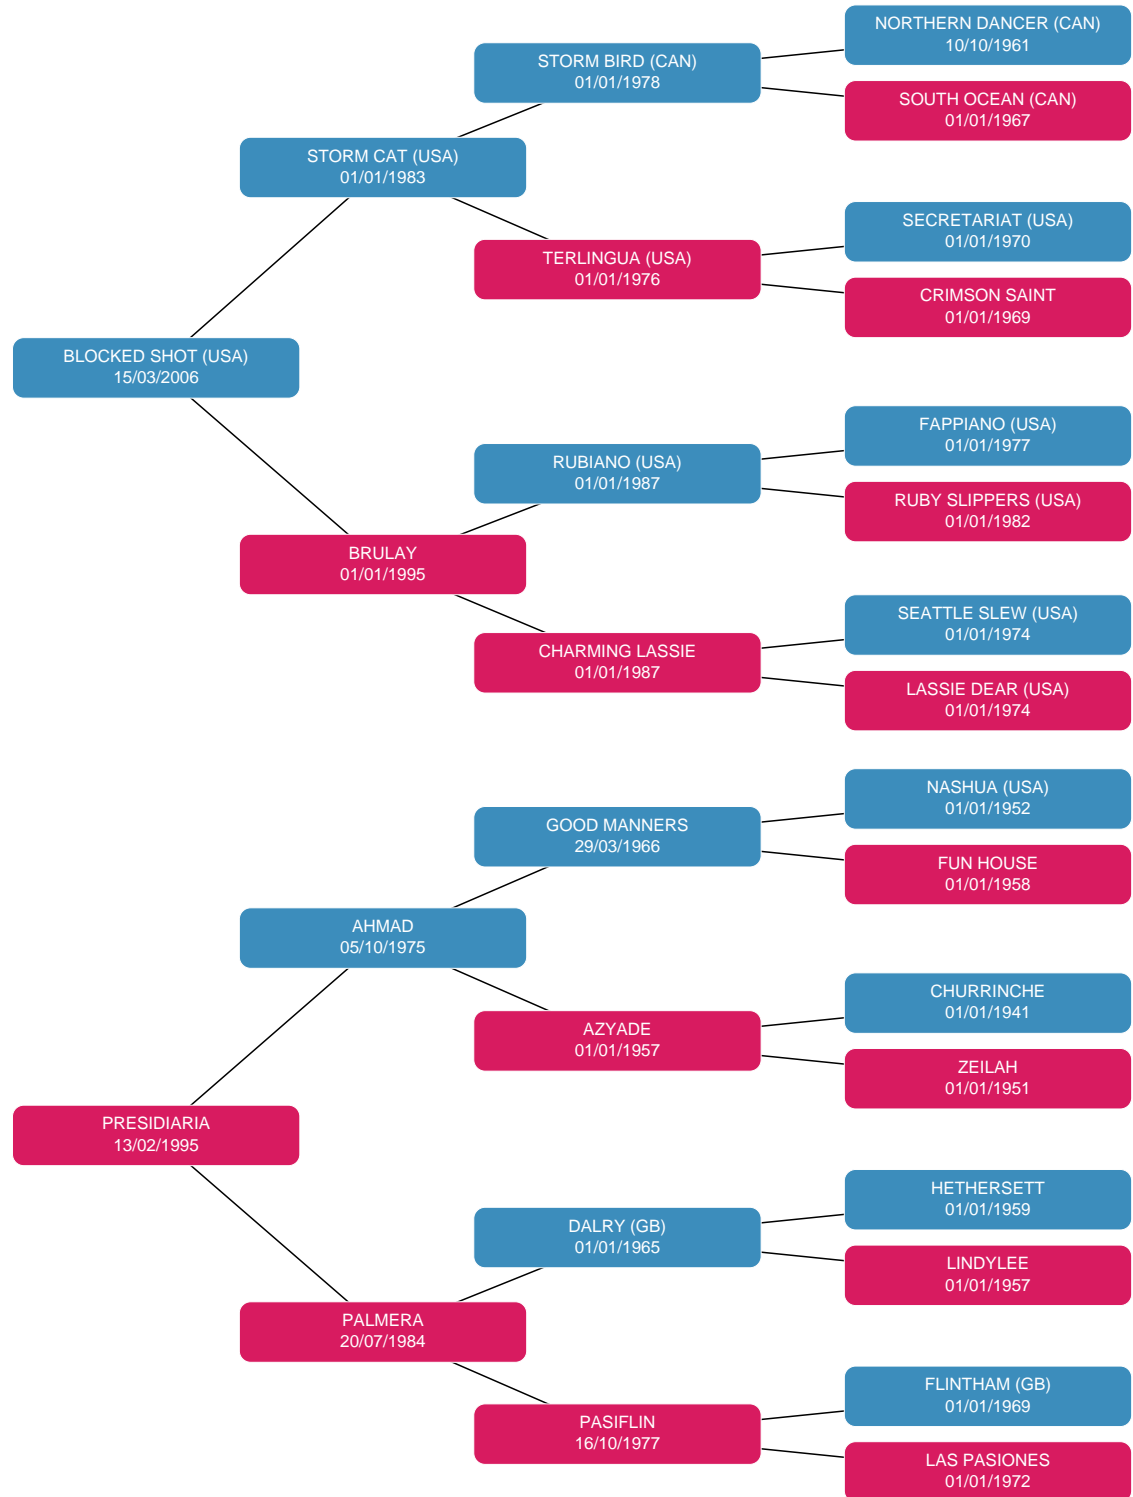 NORTHERN DANCER (CAN)
10/10/1961
STORM BIRD (CAN)
01/01/1978
SOUTH OCEAN (CAN)
01/01/1967
STORM CAT (USA)
01/01/1983
SECRETARIAT (USA)
01/01/1970
TERLINGUA (USA)
01/01/1976
CRIMSON SAINT
01/01/1969
BLOCKED SHOT (USA)
15/03/2006
FAPPIANO (USA)
01/01/1977
RUBIANO (USA)
01/01/1987
RUBY SLIPPERS (USA)
01/01/1982
BRULAY
01/01/1995
SEATTLE SLEW (USA)
01/01/1974
CHARMING LASSIE
01/01/1987
LASSIE DEAR (USA)
01/01/1974
NASHUA (USA)
01/01/1952
GOOD MANNERS
29/03/1966
FUN HOUSE
01/01/1958
AHMAD
05/10/1975
CHURRINCHE
01/01/1941
AZYADE
01/01/1957
ZEILAH
01/01/1951
PRESIDIARIA
13/02/1995
HETHERSETT
01/01/1959
DALRY (GB)
01/01/1965
LINDYLEE
01/01/1957
PALMERA
20/07/1984
FLINTHAM (GB)
01/01/1969
PASIFLIN
16/10/1977
LAS PASIONES
01/01/1972